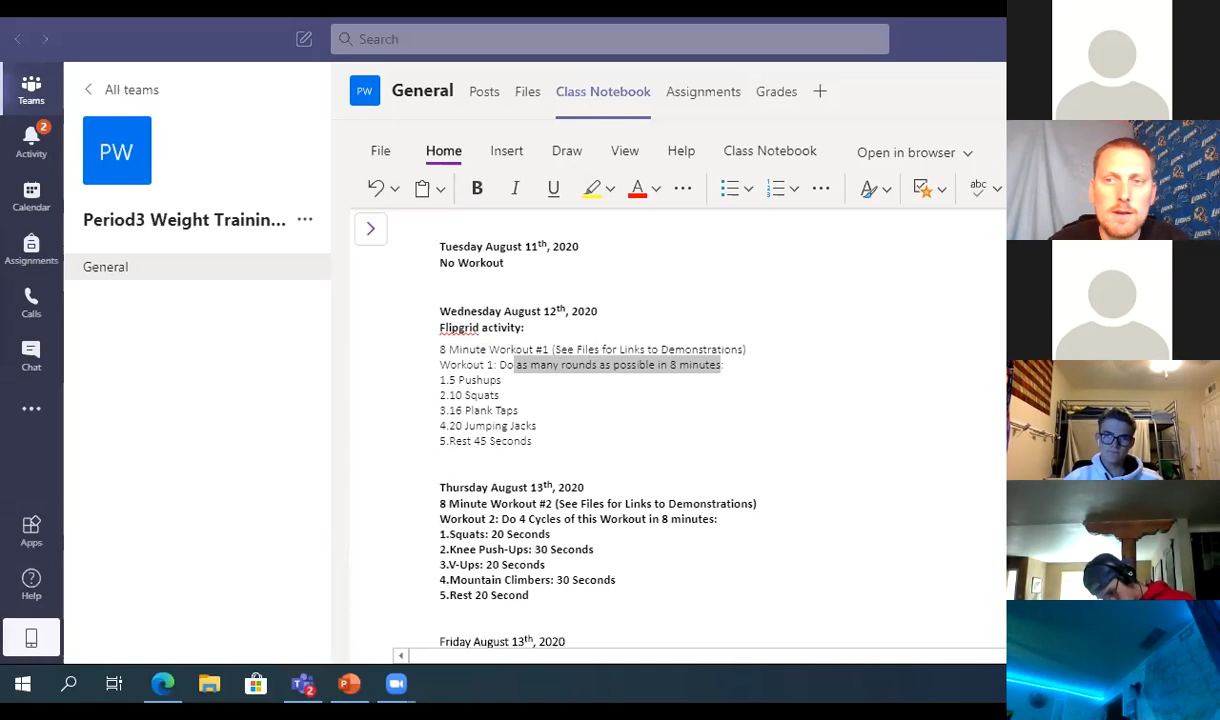 Search
Teams
2
Activity
Calendar
Assignments
Calls
Chat
Apps
Help
All teams
PW
Period3 Weight Trainin...
General
PW
General Posts Files Class Notebook Assignments Grades
File Home Insert Draw View Help Class Notebook Open in browser
B I U A abc
Tuesday August 11th, 2020
No Workout
Wednesday August 12th, 2020
Flipgrid activity:
8 Minute Workout #1 (See Files for Links to Demonstrations)
Workout 1: Do as many rounds as possible in 8 minutes:
1.5 Pushups
2.10 Squats
3.16 Plank Taps
4.20 Jumping Jacks
5.Rest 45 Seconds
Thursday August 13th, 2020
8 Minute Workout #2 (See Files for Links to Demonstrations)
Workout 2: Do 4 Cycles of this Workout in 8 minutes:
1.Squats: 20 Seconds
2.Knee Push-Ups: 30 Seconds
3.V-Ups: 20 Seconds
4.Mountain Climbers: 30 Seconds
5.Rest 20 Second
Friday August 13th, 2020
2
LIONS